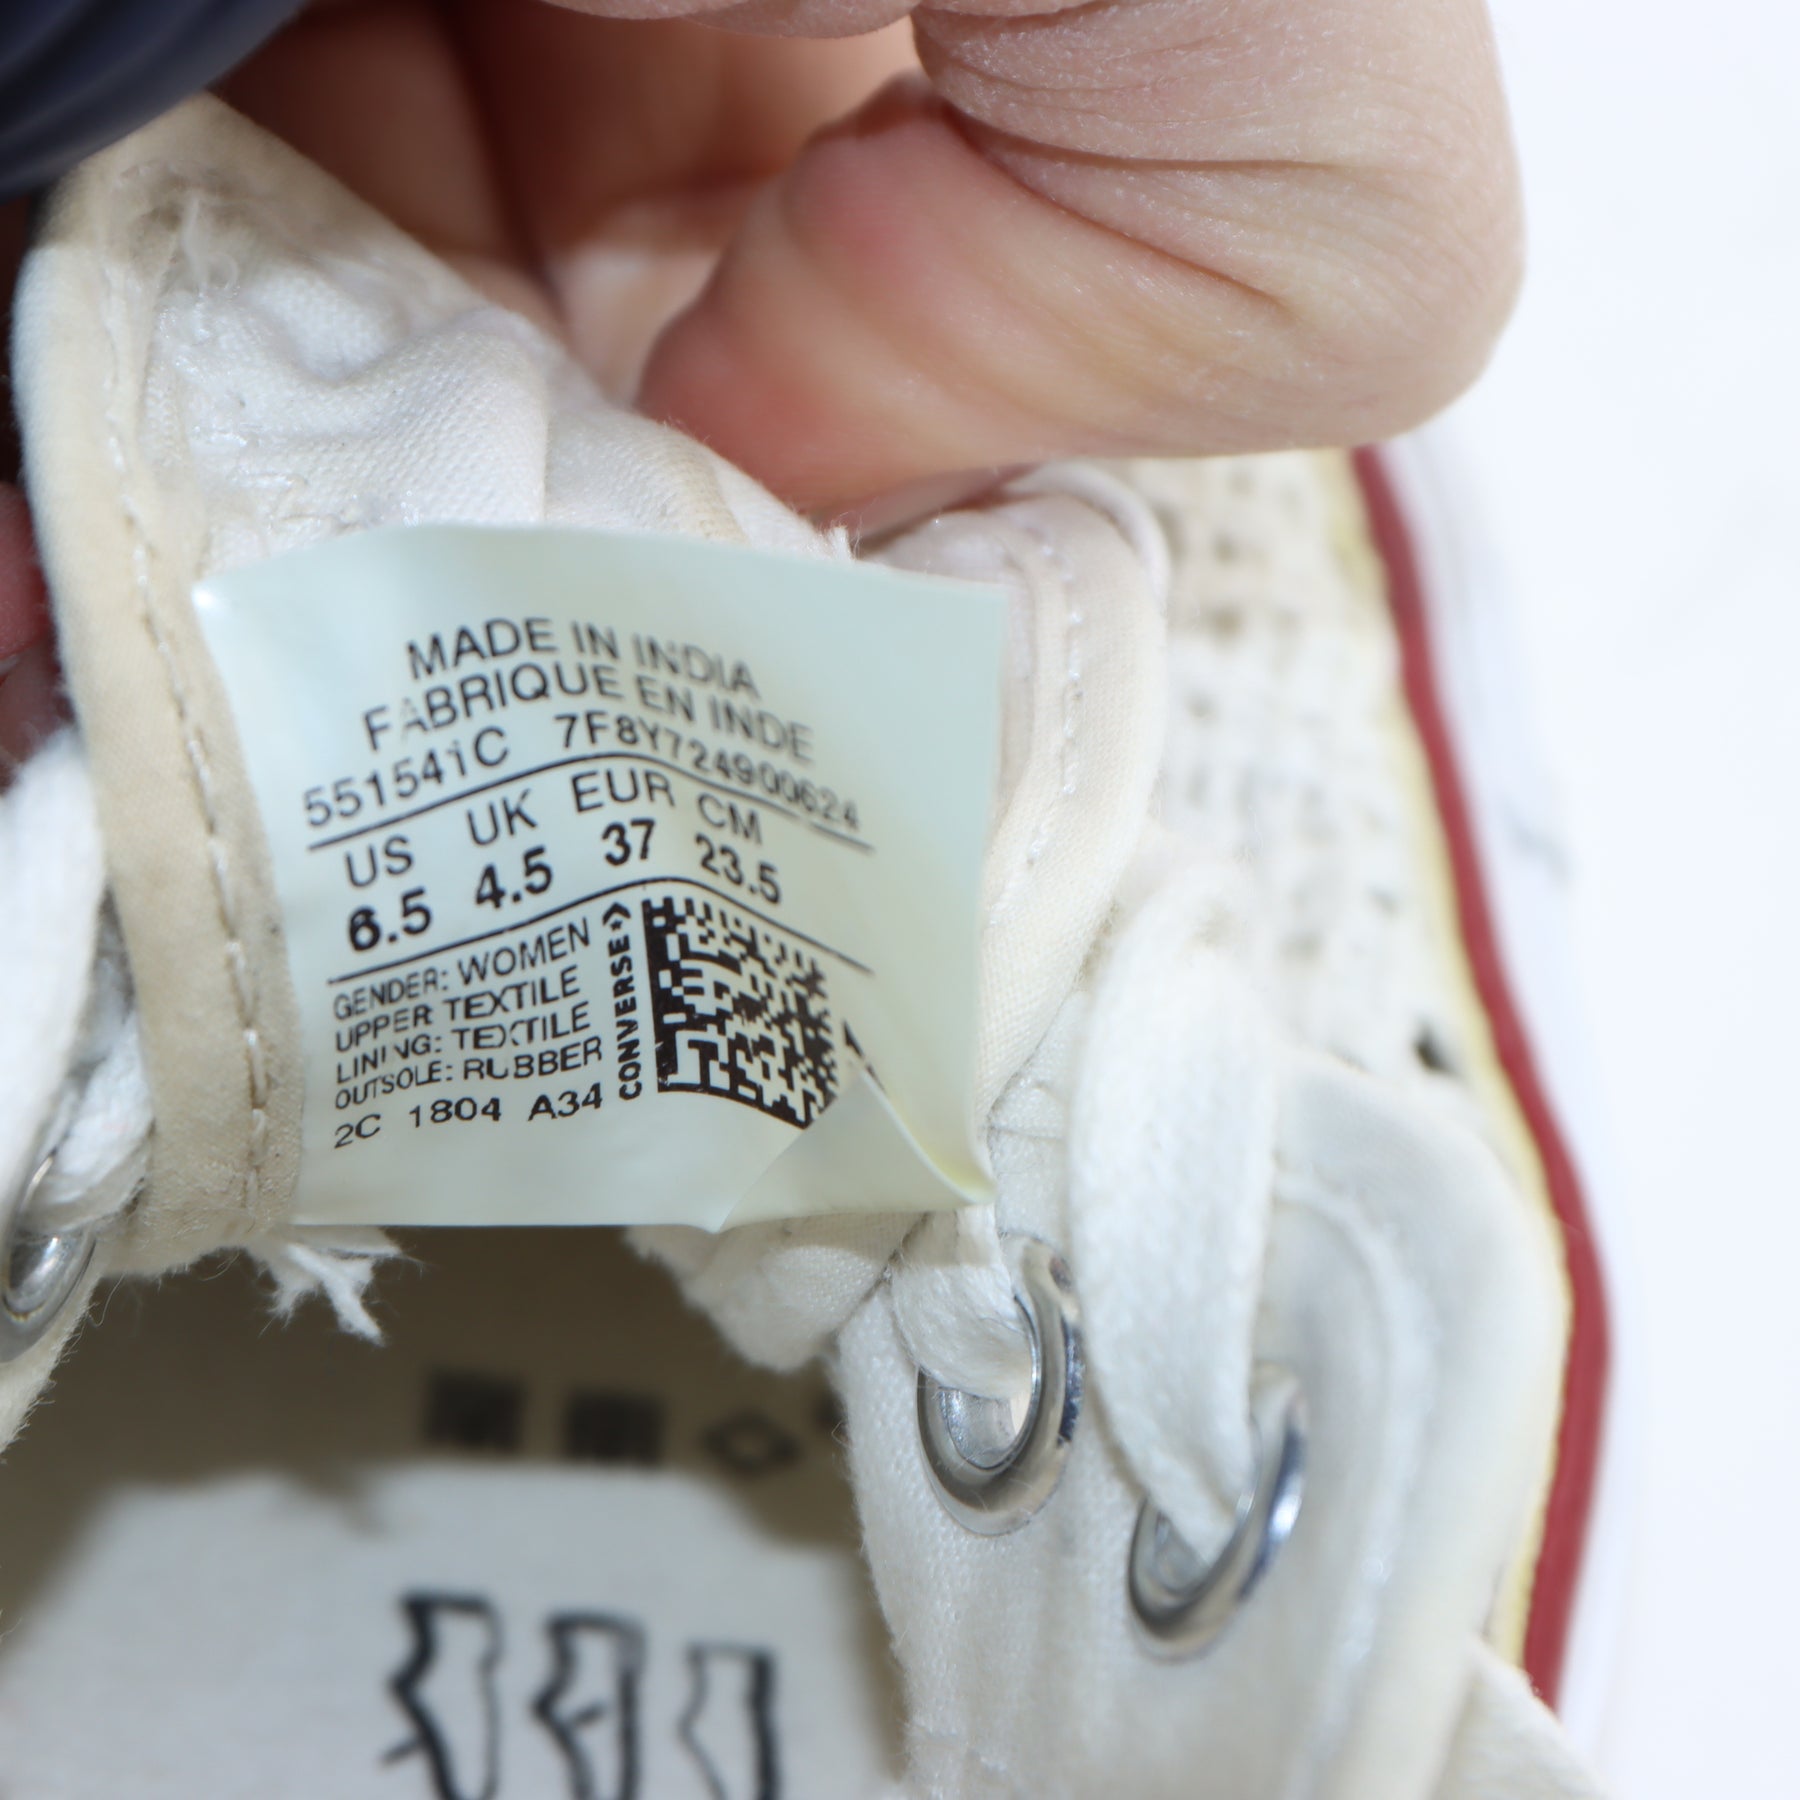 MADE IN INDIA
FABRIQUE EN INDE
551541C 7F8Y724900624
US UK EUR CM
6.5 4.5 37 23.5
GENDER: WOMEN
UPPER: TEXTILE
LINING: TEXTILE
OUTSOLE: RUBBER
2C 1804 A34
CONVERSE